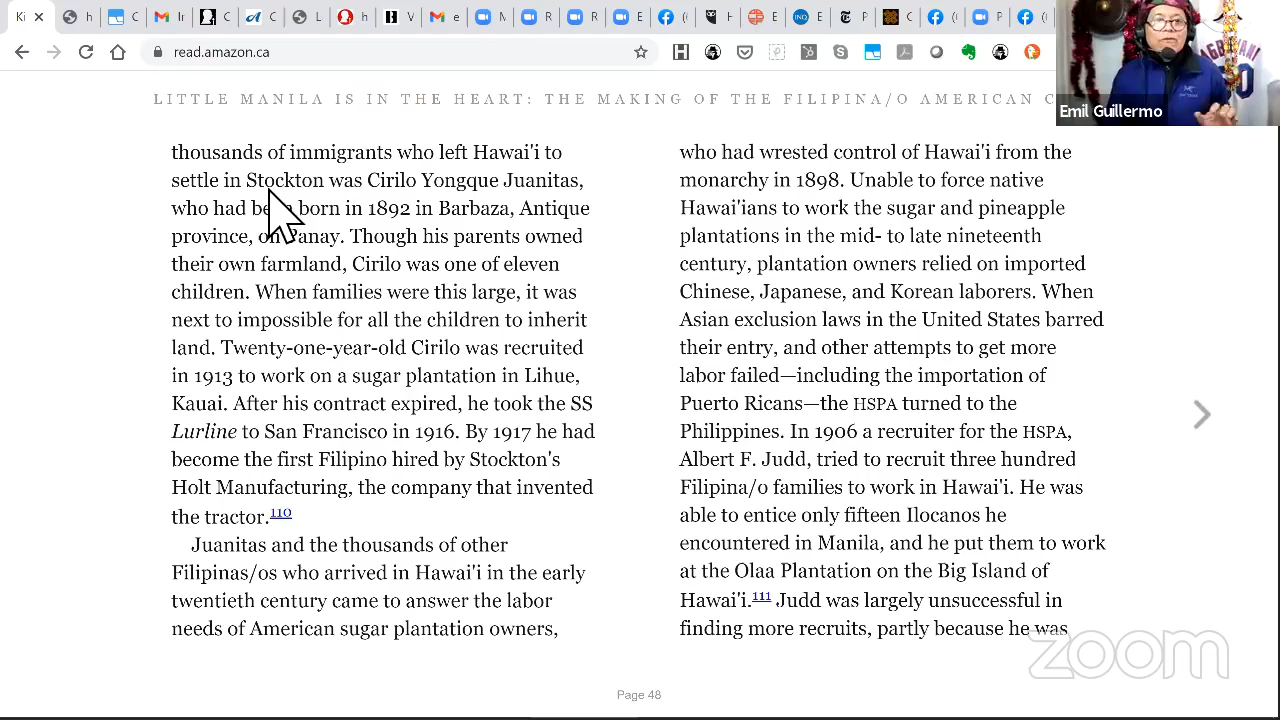 Ki
read.amazon.ca
LITTLE MANILA IS IN THE HEART: THE MAKING OF THE FILIPINA/O AMERICAN C
Emil Guillermo
thousands of immigrants who left Hawai'i to
settle in Stockton was Cirilo Yongque Juanitas,
who had born in 1892 in Barbaza, Antique
province, on Panay. Though his parents owned
their own farmland, Cirilo was one of eleven
children. When families were this large, it was
next to impossible for all the children to inherit
land. Twenty-one-year-old Cirilo was recruited
in 1913 to work on a sugar plantation in Lihue,
Kauai. After his contract expired, he took the SS
Lurline to San Francisco in 1916. By 1917 he had
become the first Filipino hired by Stockton's
Holt Manufacturing, the company that invented
the tractor.110
Juanitas and the thousands of other
Filipinas/os who arrived in Hawai'i in the early
twentieth century came to answer the labor
needs of American sugar plantation owners,
who had wrested control of Hawai'i from the
monarchy in 1898. Unable to force native
Hawai'ians to work the sugar and pineapple
plantations in the mid- to late nineteenth
century, plantation owners relied on imported
Chinese, Japanese, and Korean laborers. When
Asian exclusion laws in the United States barred
their entry, and other attempts to get more
labor failed—including the importation of
Puerto Ricans—the HSPA turned to the
Philippines. In 1906 a recruiter for the HSPA,
Albert F. Judd, tried to recruit three hundred
Filipina/o families to work in Hawai'i. He was
able to entice only fifteen Ilocanos he
encountered in Manila, and he put them to work
at the Olaa Plantation on the Big Island of
Hawai'i.111 Judd was largely unsuccessful in
finding more recruits, partly because he was
zoom
Page 48